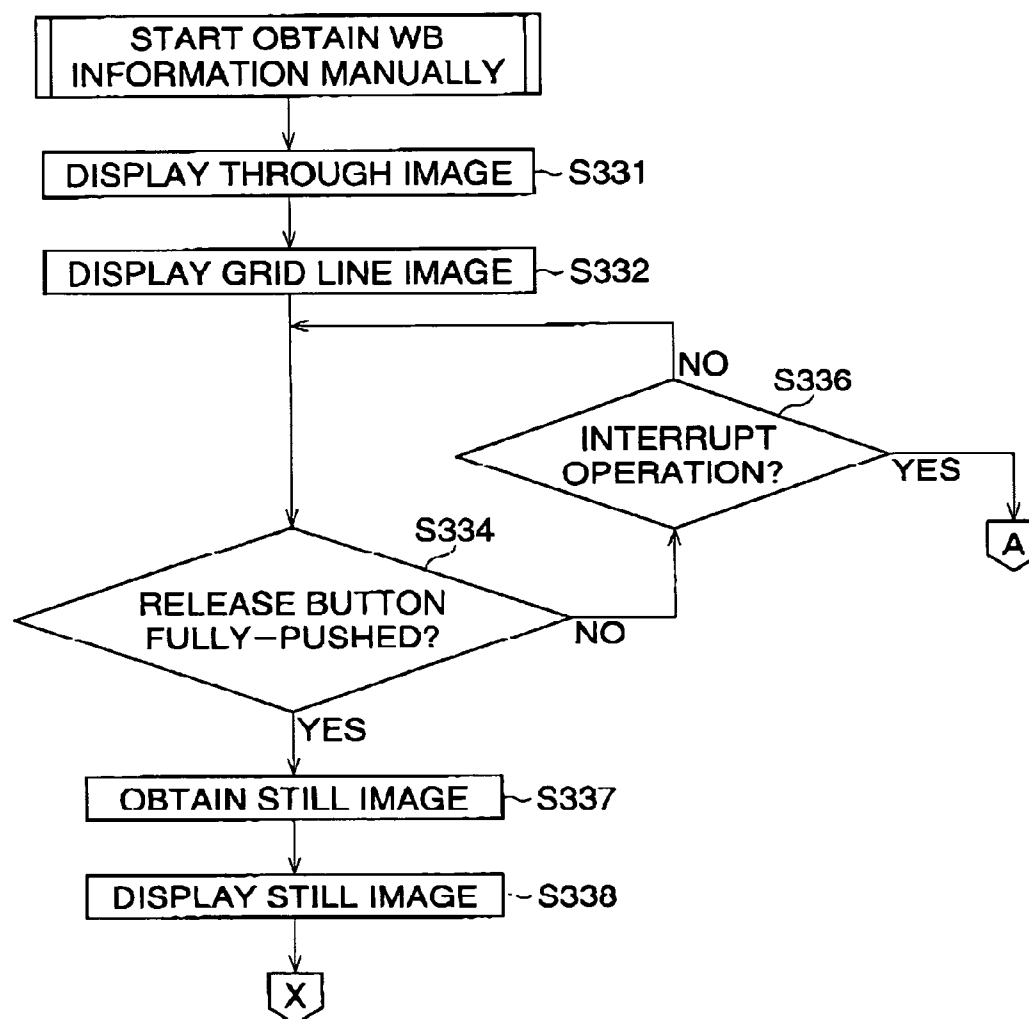 START OBTAIN WB
INFORMATION MANUALLY
DISPLAY THROUGH IMAGE
S331
DISPLAY GRID LINE IMAGE
S332
NO
S336
INTERRUPT
OPERATION?
YES
A
S334
RELEASE BUTTON
FULLY-PUSHED?
NO
YES
OBTAIN STILL IMAGE
S337
DISPLAY STILL IMAGE
S338
X